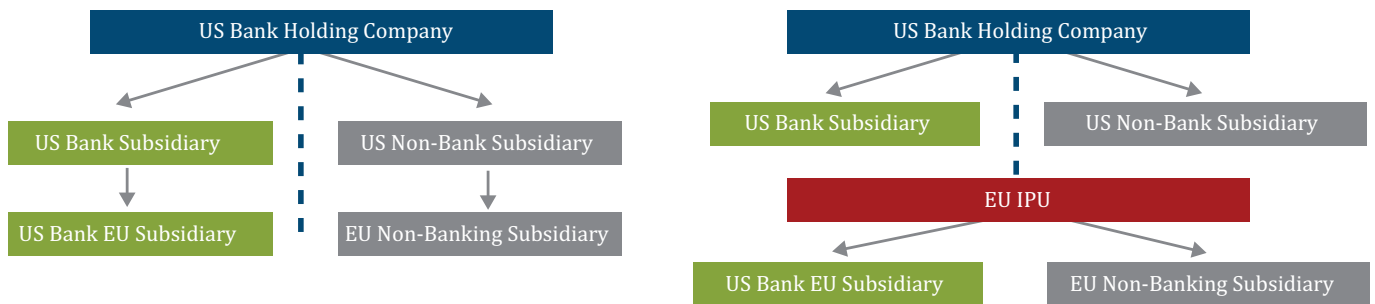 US Bank Holding Company
US Bank Subsidiary
US Non-Bank Subsidiary
US Bank EU Subsidiary
EU Non-Banking Subsidiary
US Bank Holding Company
US Bank Subsidiary
US Non-Bank Subsidiary
EU IPU
US Bank EU Subsidiary
EU Non-Banking Subsidiary